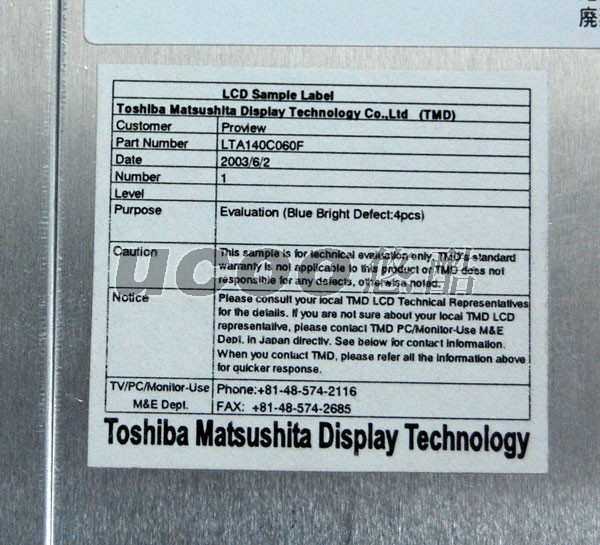 廃
LCD Sample Label
Toshiba Matsushita Display Technology Co.,Ltd (TMD)
Customer Proview
Part Number LTA140C060F
Date 2003/6/2
Number 1
Level
Purpose Evaluation (Blue Bright Defect:4pcs)
Caution This sample is for technical evaluation only. TMD's standard
warranty is not applicable to this product or TMD does not
responsible for any defects, otherwise noted.
ucoo悠酷
Notice Please consult your local TMD LCD Technical Representatives
for the details. If you are not sure about your local TMD LCD
representative, please contact TMD PC/Monitor-Use M&E
Dept. in Japan directly. See below for contact information.
When you contact TMD, please refer all the information above
for quicker response.
TV/PC/Monitor-Use Phone:+81-48-574-2116
M&E Dept. FAX: +81-48-574-2685
Toshiba Matsushita Display Technology